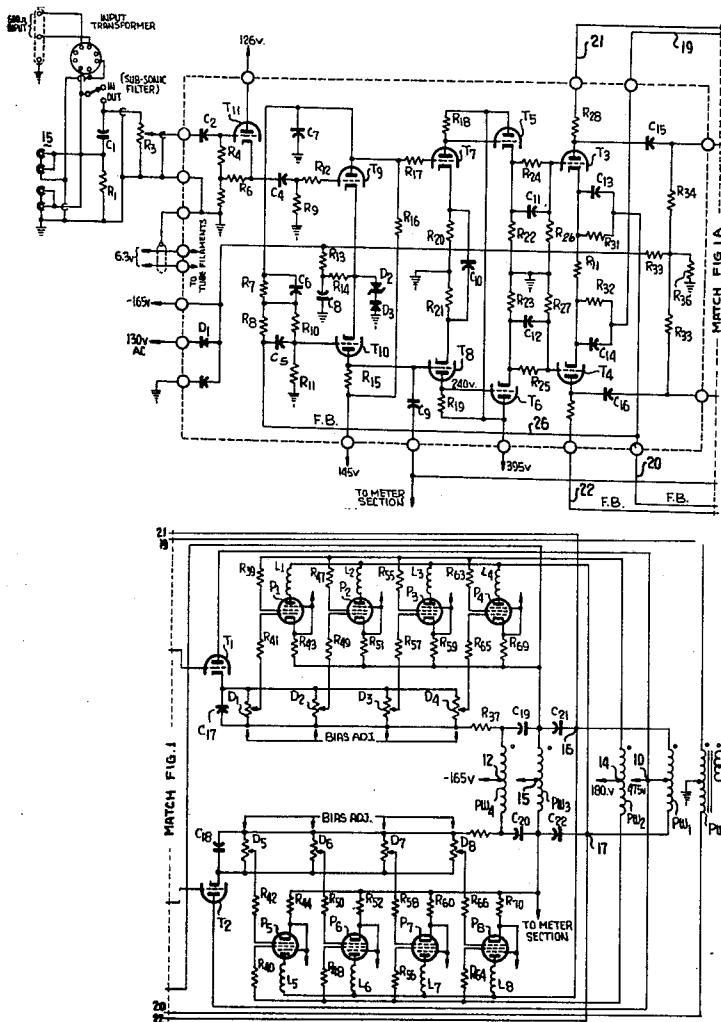 INPUT TRANSFORMER
INPUT
(SUB-SONIC FILTER)
IN
OUT
126v.
21
19
15
C1
R1
R3
C2
R4
T11
R6
C4
R9
C7
R12
T9
R17
R16
R18
T7
T5
R24
R28
T3
C15
C13
R34
R20
C10
C11
R22
R26
R31
R33
R36
6.3v
TO TUBE FILAMENTS
-165v
130v AC
D1
R7
R8
C6
C5
R10
R11
R13
R14
C8
D2
D3
T10
R15
R21
R23
C12
R27
R32
C14
R33
T8
240v.
R19
C9
R25
T6
T4
C16
F.B.
26
145v
TO METER SECTION
395v
22
F.B.
20
F.B.
MATCH FIG. 1A
21
19
R39
L1
R47
L2
R55
L3
R63
L4
P1
P2
P3
P4
R41
R43
R49
R51
R57
R59
R65
R69
T1
C17
D1
D2
D3
D4
BIAS ADJ.
R37
C19
C21
16
12
-165v
PW4
15
PW3
14
180.v
PW2
10
475v
PW1
PW
C20
C22
17
MATCH FIG.1
BIAS ADJ.
C18
D5
D6
D7
D8
T2
R42
R44
R50
R52
R58
R60
R66
R70
P5
P6
P7
P8
R40
R48
R56
R64
L5
L6
L7
L8
TO METER SECTION
20
22